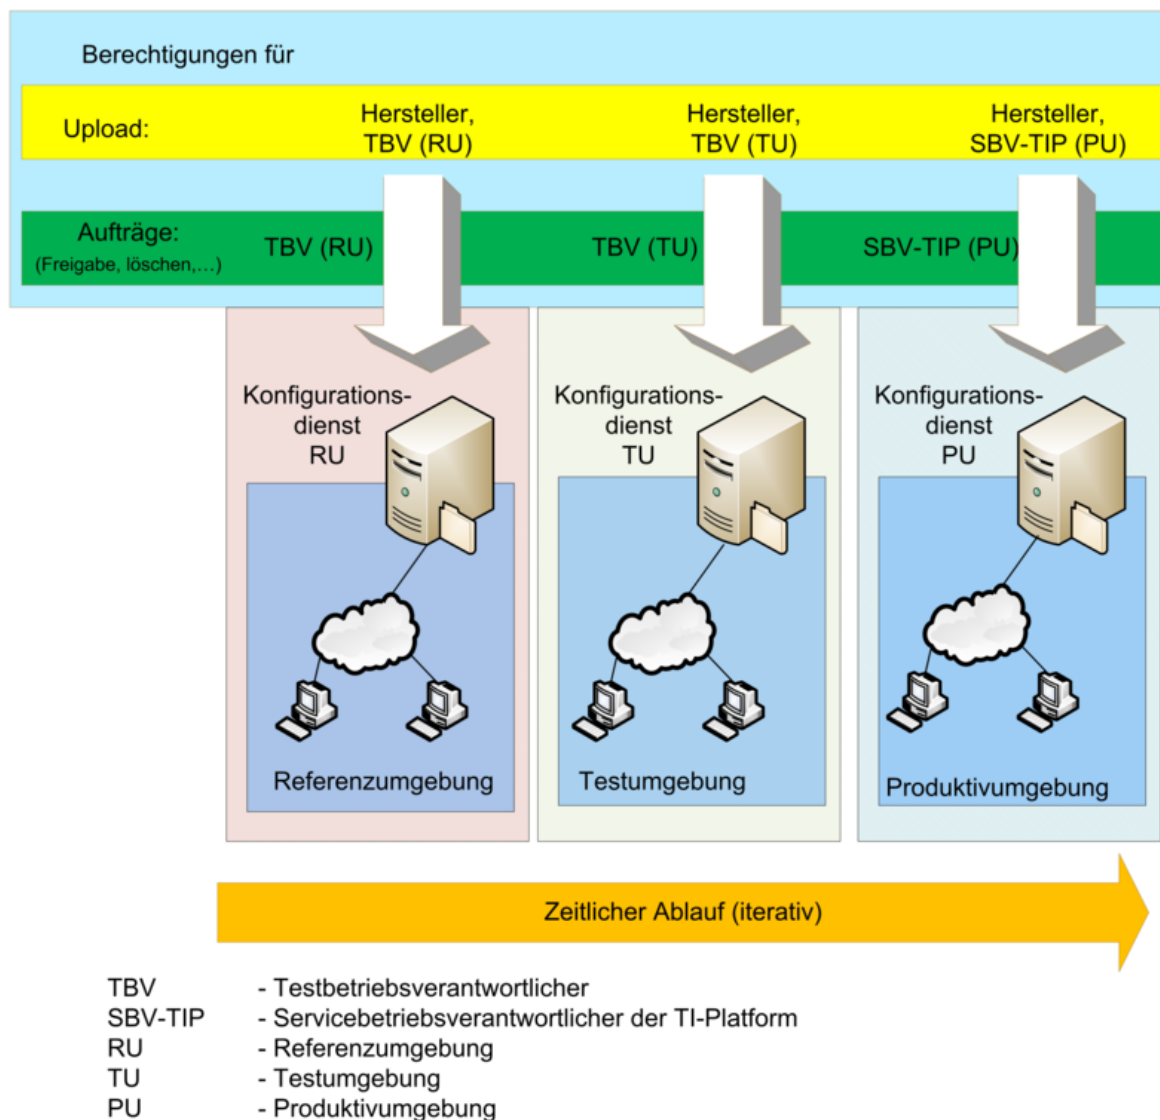 Berechtigungen für
Upload:
Hersteller,
TBV (RU)
Hersteller,
TBV (TU)
Hersteller,
SBV-TIP (PU)
Aufträge:
(Freigabe, löschen,...)
TBV (RU)
TBV (TU)
SBV-TIP (PU)
Konfigurations-
dienst
RU
Konfigurations-
dienst
TU
Konfigurations-
dienst
PU
Referenzumgebung
Testumgebung
Produktivumgebung
Zeitlicher Ablauf (iterativ)
TBV - Testbetriebsverantwortlicher
SBV-TIP - Servicebetriebsverantwortlicher der TI-Platform
RU - Referenzumgebung
TU - Testumgebung
PU - Produktivumgebung